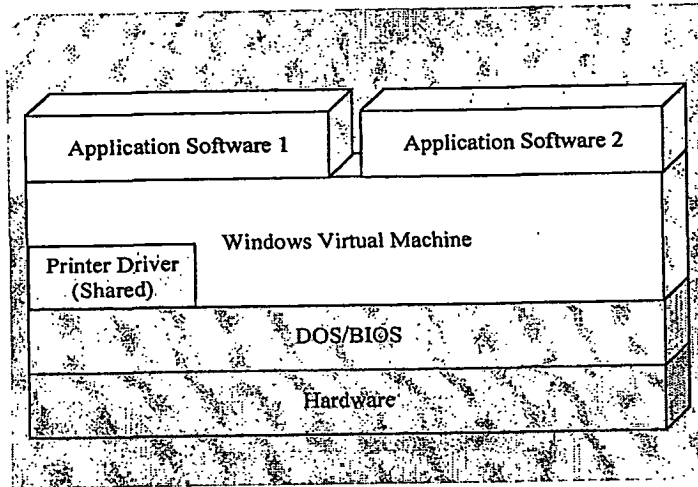 Application Software 1
Application Software 2
Windows Virtual Machine
Printer Driver
(Shared)
DOS/BIOS
Hardware